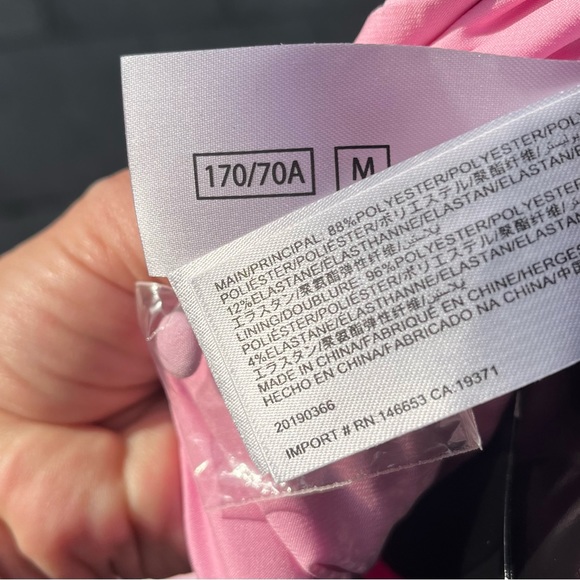 170/70A M
MAIN/PRINCIPAL, 88%POLYESTER/POLYESTER/POL
POLIÉSTER/POLIÉSTER/ポリエステル/聚酯纤维/
12%ELASTANE/ELASTHANNE/ELASTAN/ELASTAN/E
エラスタン/聚氨酯弹性纤维/
LINING/DOUBLURE, 96%POLYESTER/POLYESTER/
POLIÉSTER/POLIÉSTER/ポリエステル/聚酯纤维/
4%ELASTANE/ELASTHANNE/ELASTAN/ELASTAN/
エラスタン/聚氨酯弹性纤维/
MADE IN CHINA/FABRIQUÉ EN CHINE/HERGES
HECHO EN CHINA/FABRICADO NA CHINA/中国
20190366
IMPORT # RN 146653 CA 19371